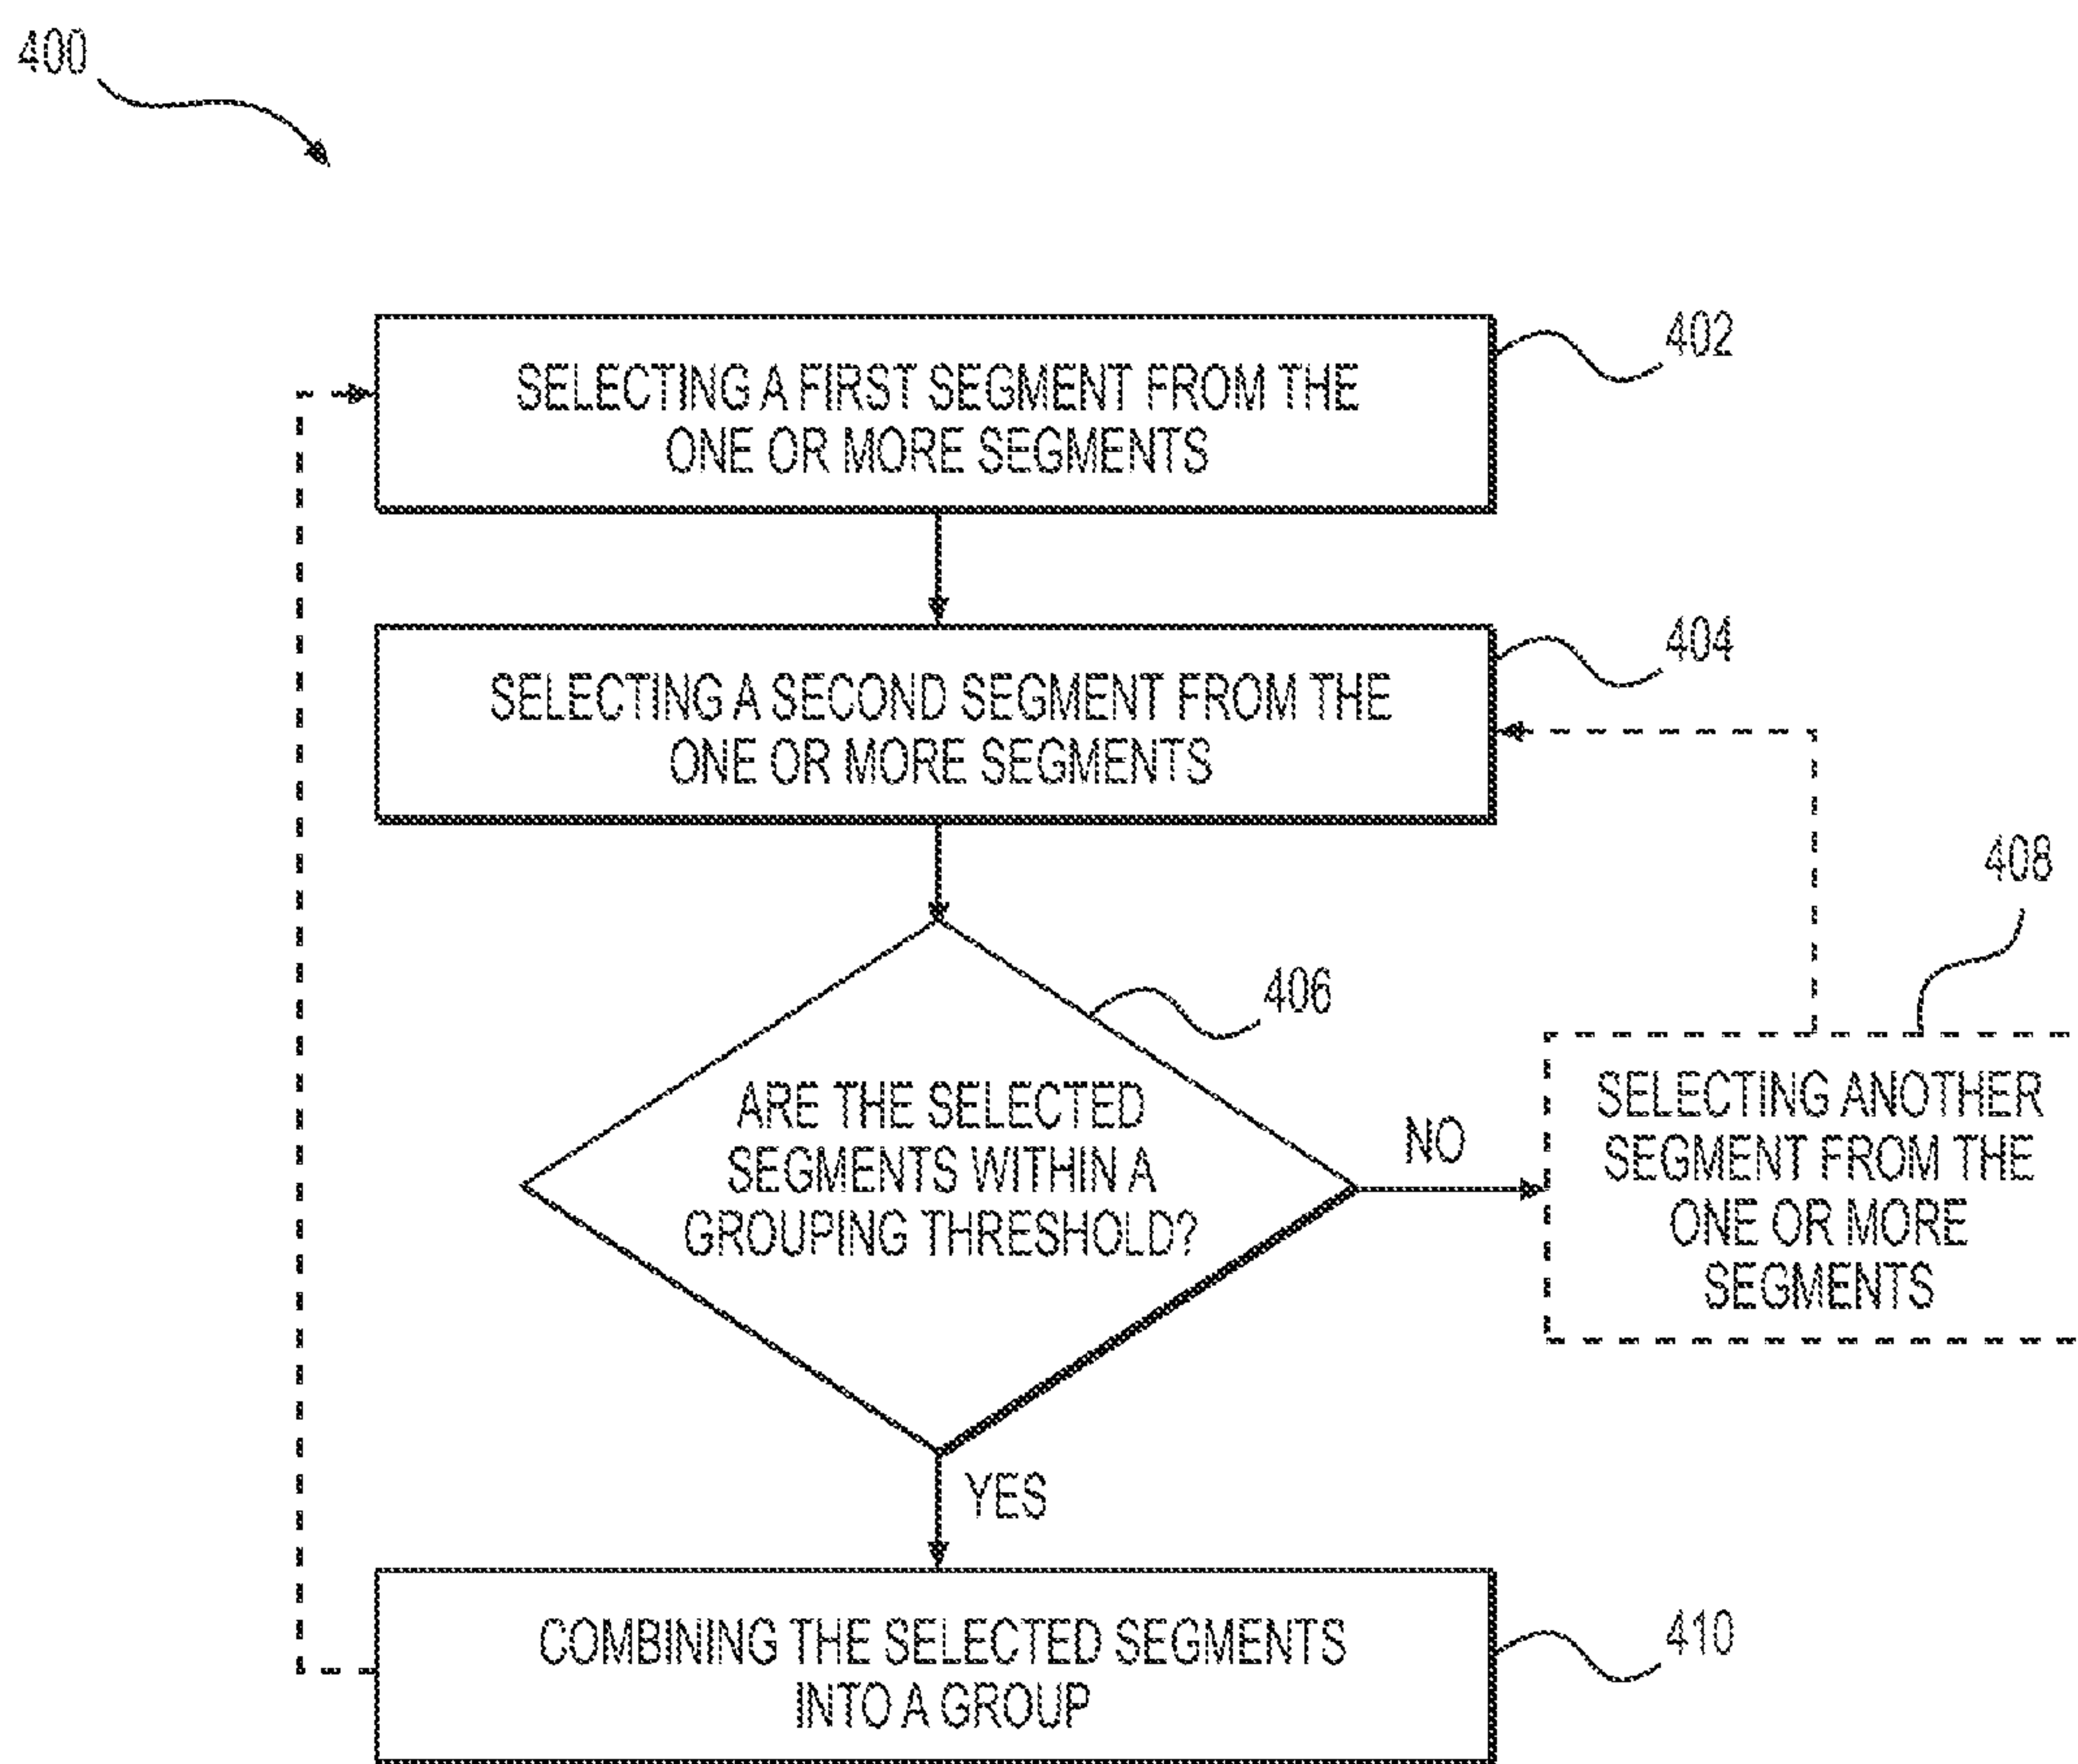 400
402
SELECTING A FIRST SEGMENT FROM THE
ONE OR MORE SEGMENTS
404
SELECTING A SECOND SEGMENT FROM THE
ONE OR MORE SEGMENTS
408
406
ARE THE SELECTED
SEGMENTS WITHIN A
GROUPING THRESHOLD?
NO
SELECTING ANOTHER
SEGMENT FROM THE
ONE OR MORE
SEGMENTS
YES
410
COMBINING THE SELECTED SEGMENTS
INTO A GROUP